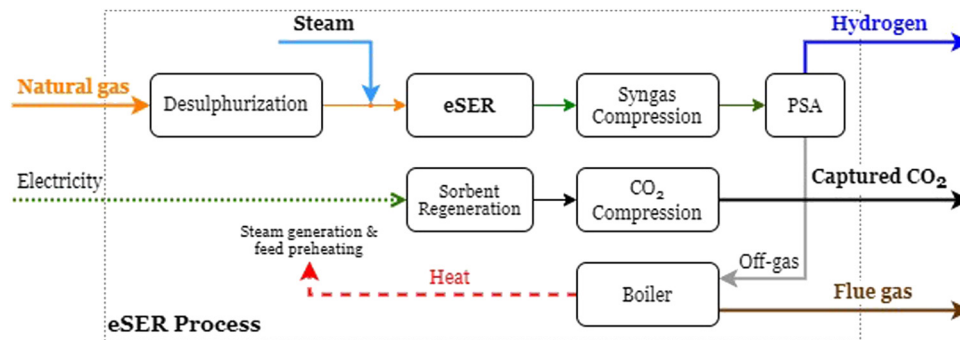 Steam
Hydrogen
Natural gas
Desulphurization
eSER
Syngas
Compression
PSA
Electricity
Sorbent
Regeneration
CO₂
Compression
Captured CO₂
Steam generation &
feed preheating
Heat
Boiler
Off-gas
Flue gas
eSER Process